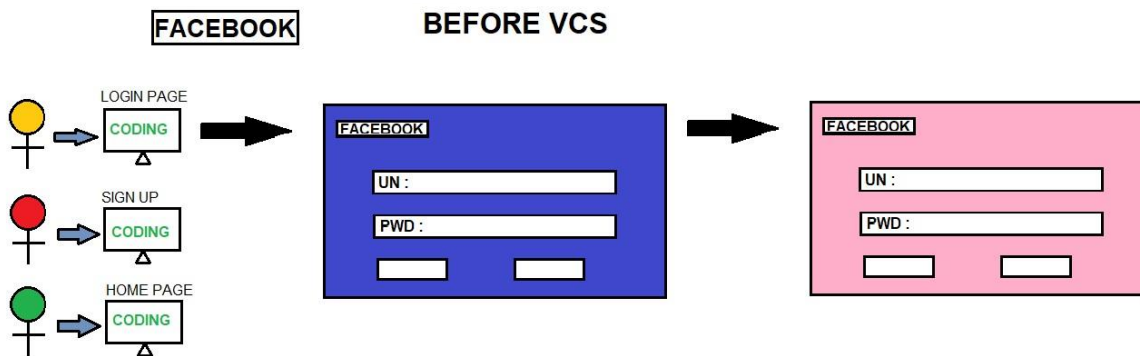 FACEBOOK
BEFORE VCS
LOGIN PAGE
CODING
SIGN UP
CODING
HOME PAGE
CODING
FACEBOOK
UN :
PWD :
FACEBOOK
UN :
PWD :